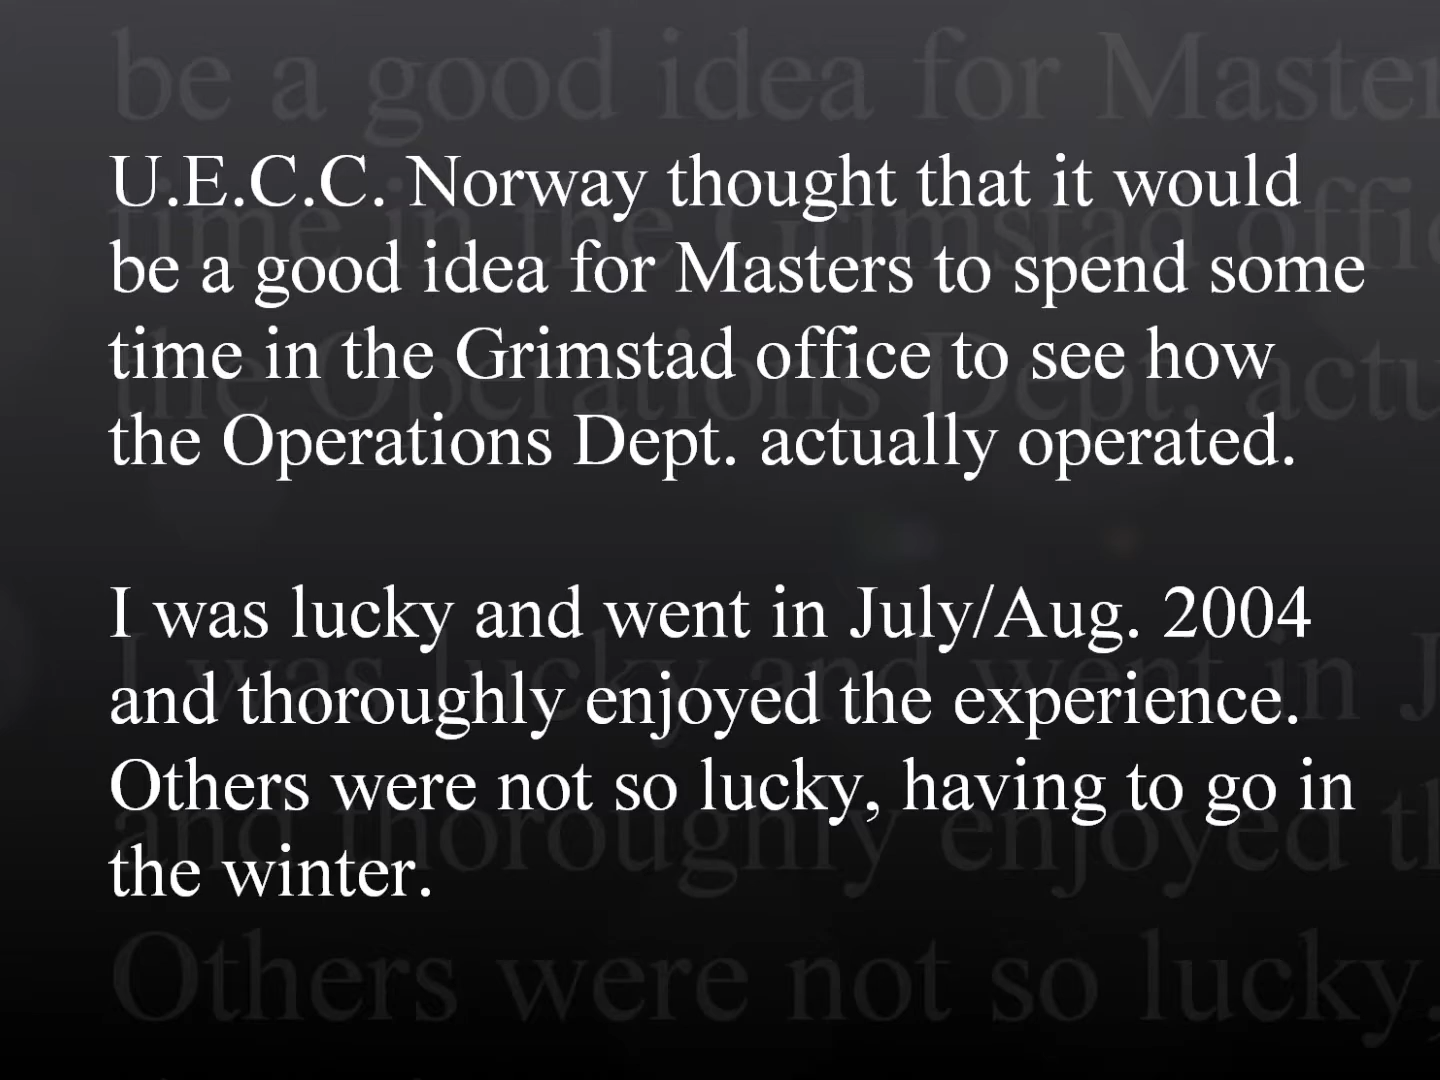 U.E.C.C. Norway thought that it would
be a good idea for Masters to spend some
time in the Grimstad office to see how
the Operations Dept. actually operated.
I was lucky and went in July/Aug. 2004
and thoroughly enjoyed the experience.
Others were not so lucky, having to go in
the winter.